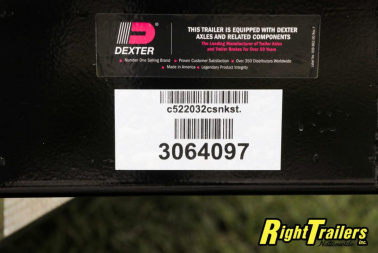 DEXTER
THIS TRAILER IS EQUIPPED WITH DEXTER
AXLES AND RELATED COMPONENTS
The Leading Manufacturer of Trailer Axles
and Trailer Brakes for Over 50 Years
Number One Selling Brand • Proven Customer Satisfaction • Over 350 Distributors Worldwide
• Made in America • Legendary Product Integrity
c522032csnkst.
3064097
RightTrailers
Inc.